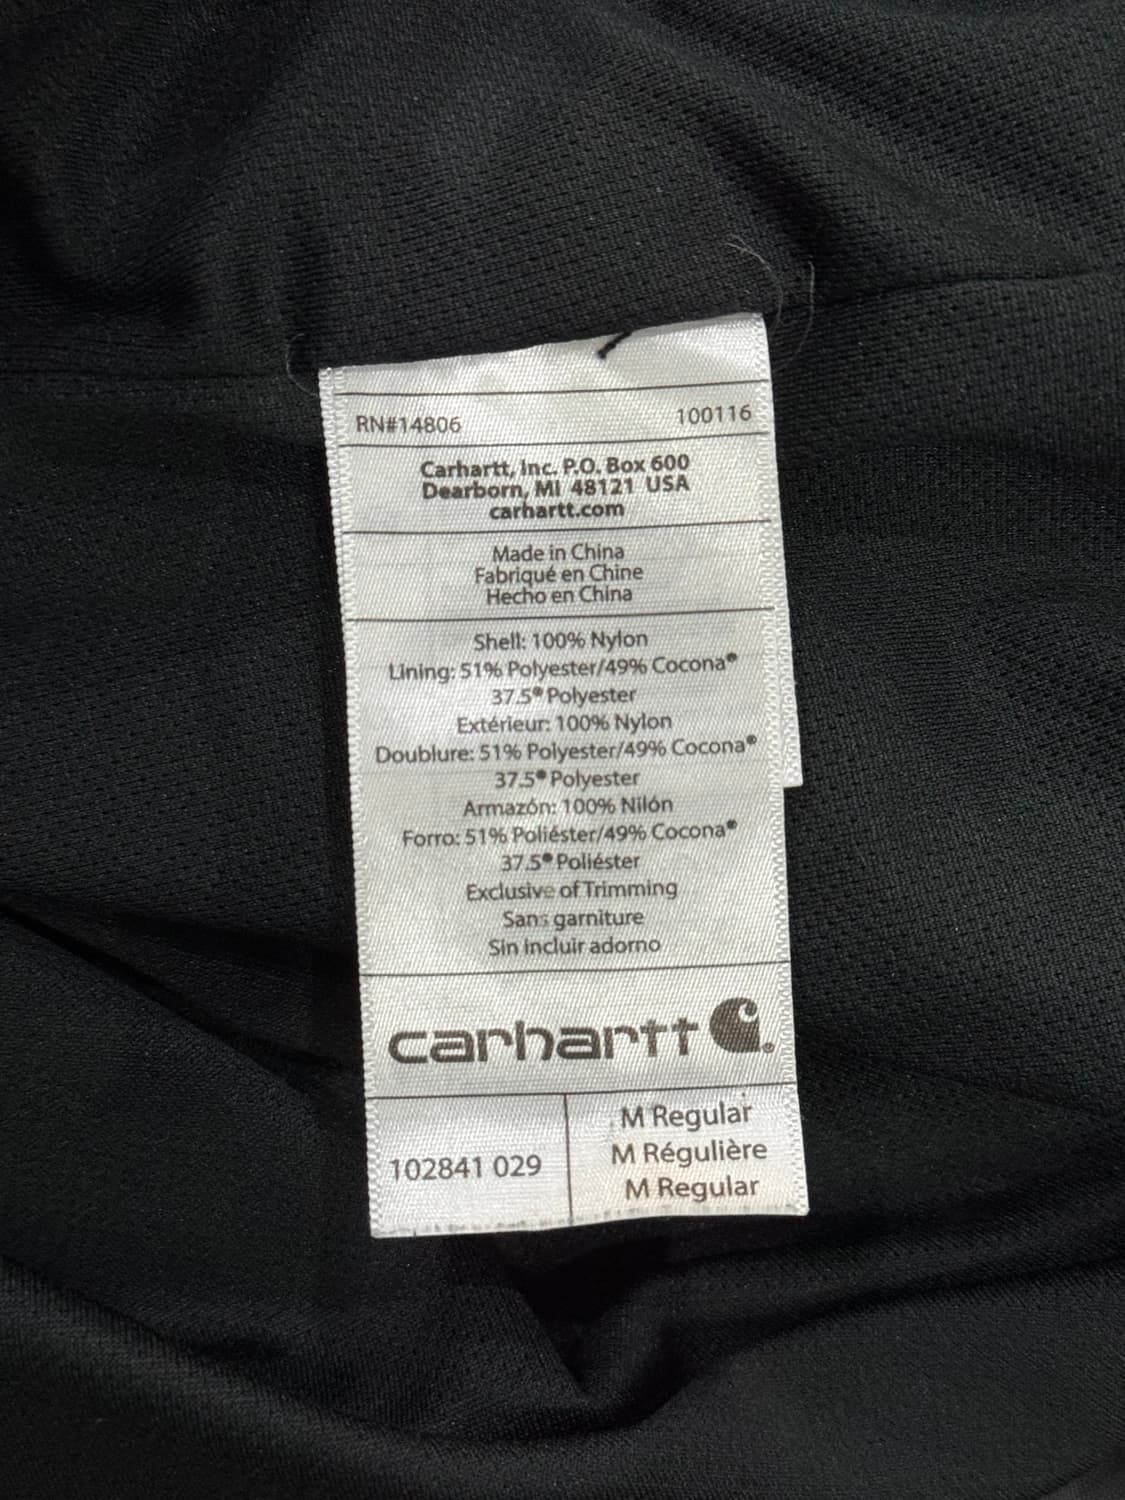 RN#14806 100116
Carhartt, Inc. P.O. Box 600
Dearborn, MI 48121 USA
carhartt.com
Made in China
Fabriqué en Chine
Hecho en China
Shell: 100% Nylon
Lining: 51% Polyester/49% Cocona®
37.5® Polyester
Extérieur: 100% Nylon
Doublure: 51% Polyester/49% Cocona®
37.5® Polyester
Armazón: 100% Nilón
Forro: 51% Poliéster/49% Cocona®
37.5® Poliéster
Exclusive of Trimming
Sans garniture
Sin incluir adorno
carhartt ®
102841 029
M Regular
M Régulière
M Regular